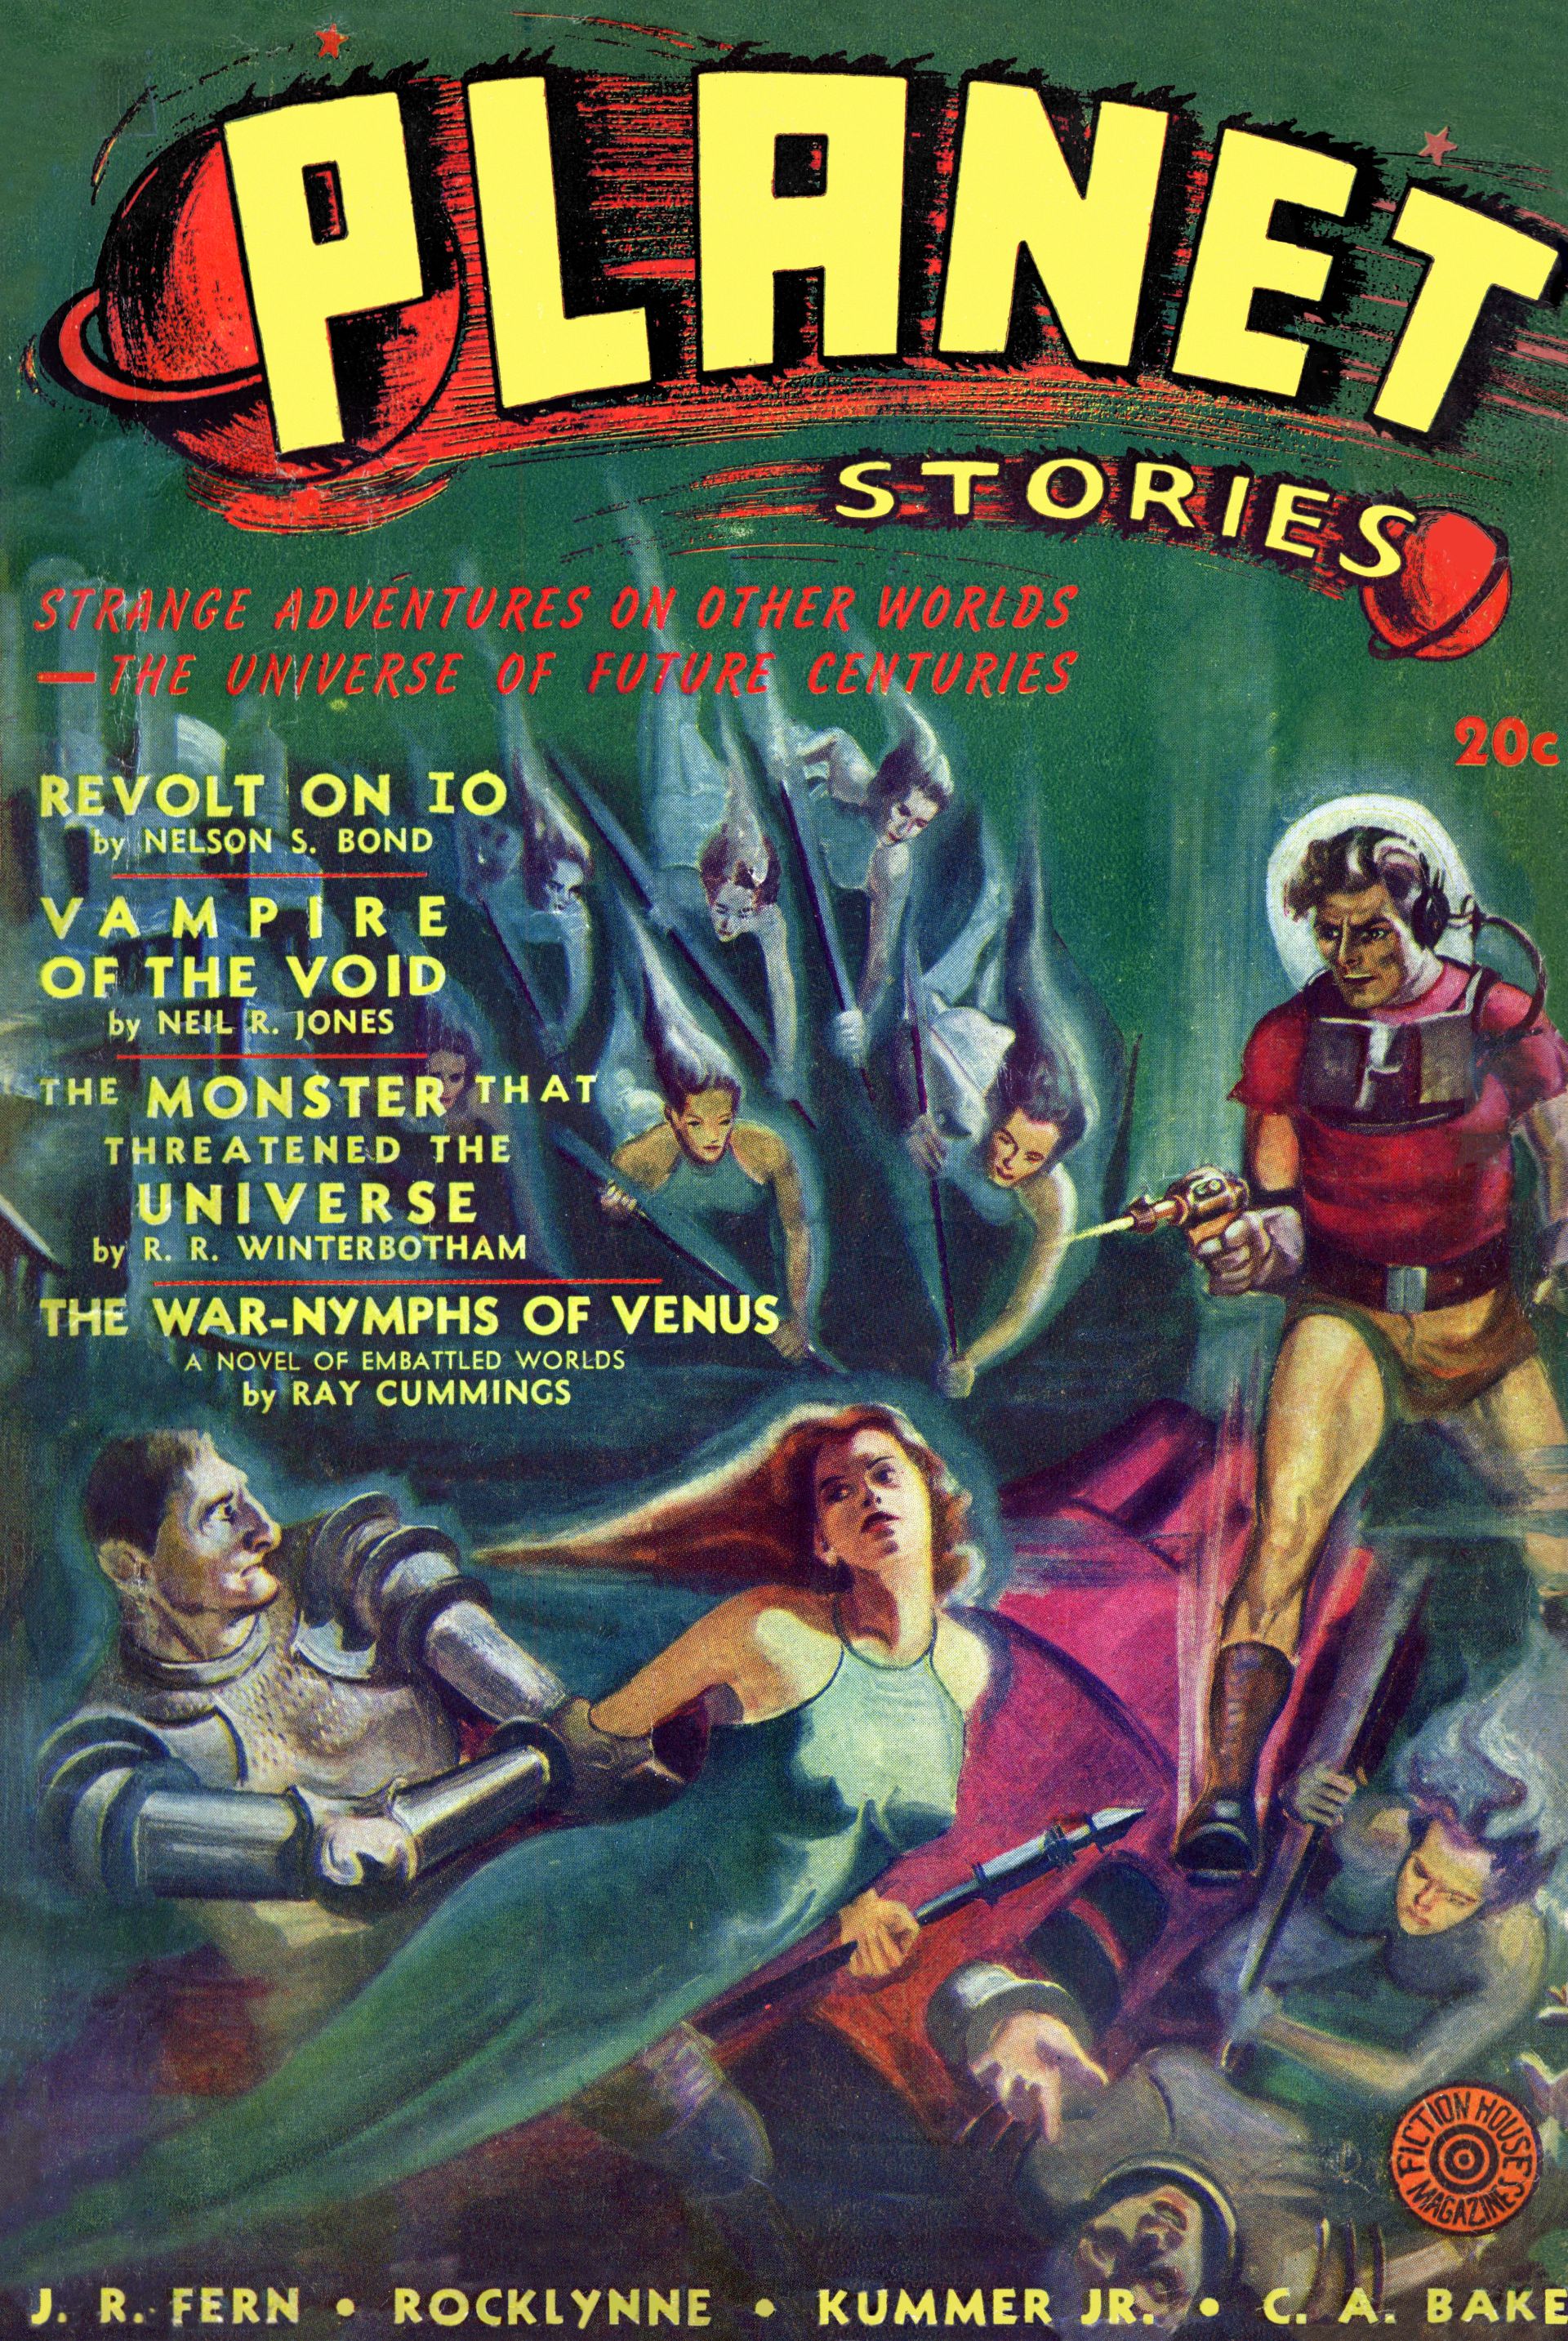 PLANET
STORIES
STRANGE ADVENTURES ON OTHER WORLDS
—THE UNIVERSE OF FUTURE CENTURIES
20c
REVOLT ON IO
by NELSON S. BOND
VAMPIRE
OF THE VOID
by NEIL R. JONES
THE MONSTER THAT
THREATENED THE
UNIVERSE
by R. R. WINTERBOTHAM
THE WAR-NYMPHS OF VENUS
A NOVEL OF EMBATTLED WORLDS
by RAY CUMMINGS
FICTION HOUSE
MAGAZINES
J. R. FERN • ROCKLYNNE • KUMMER JR. • C. A. BAKE